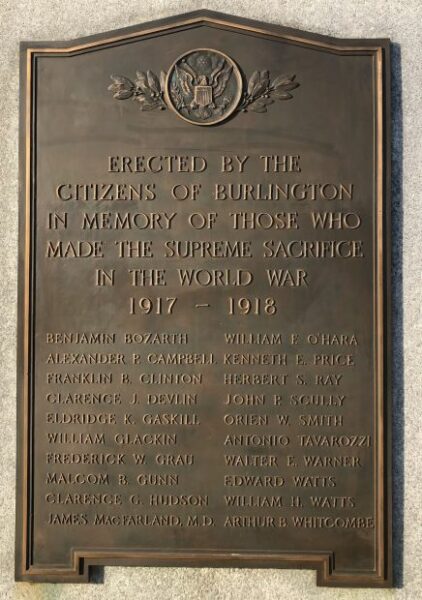 ERECTED BY THE
CITIZENS OF BURLINGTON
IN MEMORY OF THOSE WHO
MADE THE SUPREME SACRIFICE
IN THE WORLD WAR
1917 – 1918
BENJAMIN BOZARTH
ALEXANDER P. CAMPBELL
FRANKLIN B. CLINTON
CLARENCE J. DEVLIN
ELDRIDGE K. GASKILL
WILLIAM GLACKIN
FREDERICK W. GRAU
MALCOM B. GUNN
CLARENCE G. HUDSON
JAMES MACFARLAND, M.D.
WILLIAM F. O'HARA
KENNETH E. PRICE
HERBERT S. RAY
JOHN P. SCULLY
ORIEN W. SMITH
ANTONIO TAVAROZZI
WALTER E. WARNER
EDWARD WATTS
WILLIAM H. WATTS
ARTHUR B. WHITCOMBE